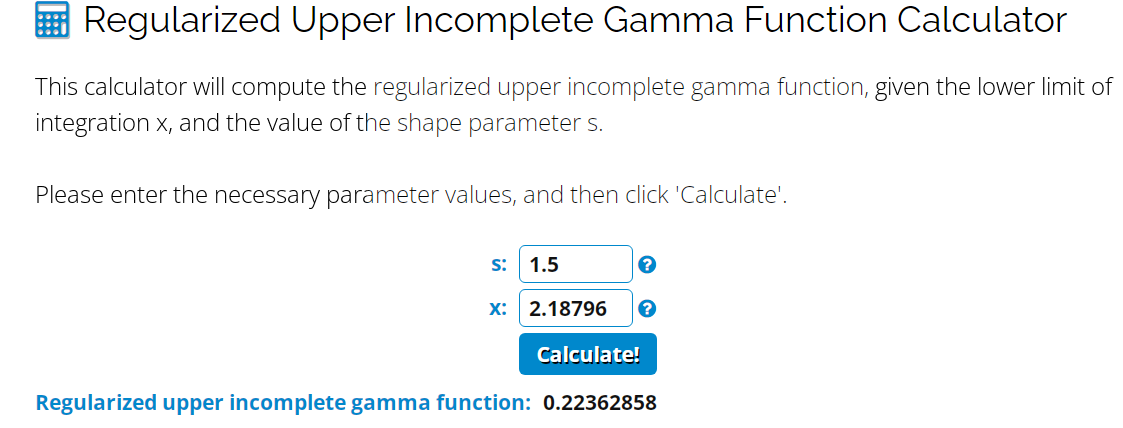 Regularized Upper Incomplete Gamma Function Calculator
This calculator will compute the regularized upper incomplete gamma function, given the lower limit of
integration x, and the value of the shape parameter s.
Please enter the necessary parameter values, and then click 'Calculate'.
s: 1.5 ?
x: 2.18796 ?
Calculate!
Regularized upper incomplete gamma function: 0.22362858